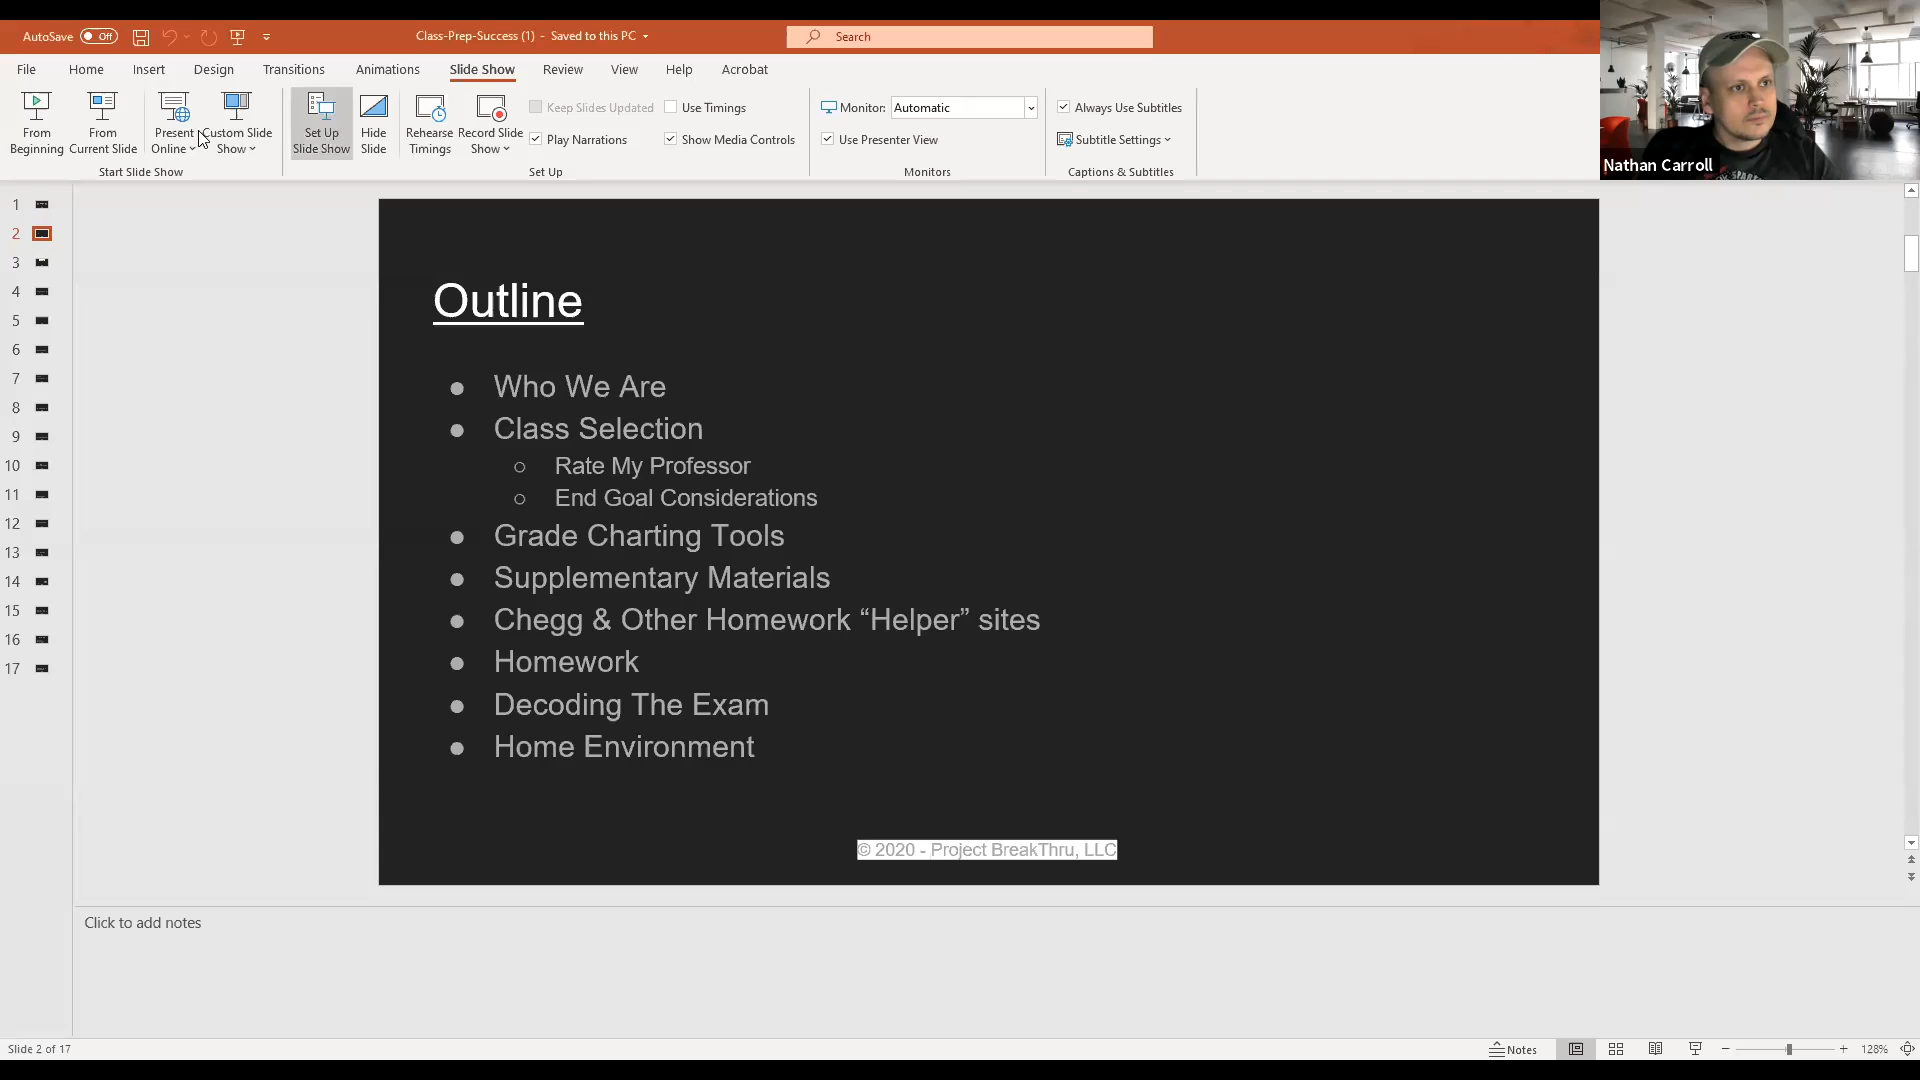 AutoSave Off
Class-Prep-Success (1) - Saved to this PC
Search
File Home Insert Design Transitions Animations Slide Show Review View Help Acrobat
From Beginning
From Current Slide
Present Online
Custom Slide Show
Start Slide Show
Set Up Slide Show
Hide Slide
Rehearse Timings
Record Slide Show
Keep Slides Updated
Use Timings
Play Narrations
Show Media Controls
Set Up
Monitor: Automatic
Use Presenter View
Monitors
Always Use Subtitles
Subtitle Settings
Captions & Subtitles
Nathan Carroll
1
2
3
4
5
6
7
8
9
10
11
12
13
14
15
16
17
Outline
● Who We Are
● Class Selection
○ Rate My Professor
○ End Goal Considerations
● Grade Charting Tools
● Supplementary Materials
● Chegg & Other Homework “Helper” sites
● Homework
● Decoding The Exam
● Home Environment
© 2020 - Project BreakThru, LLC
Click to add notes
Slide 2 of 17
Notes
128%